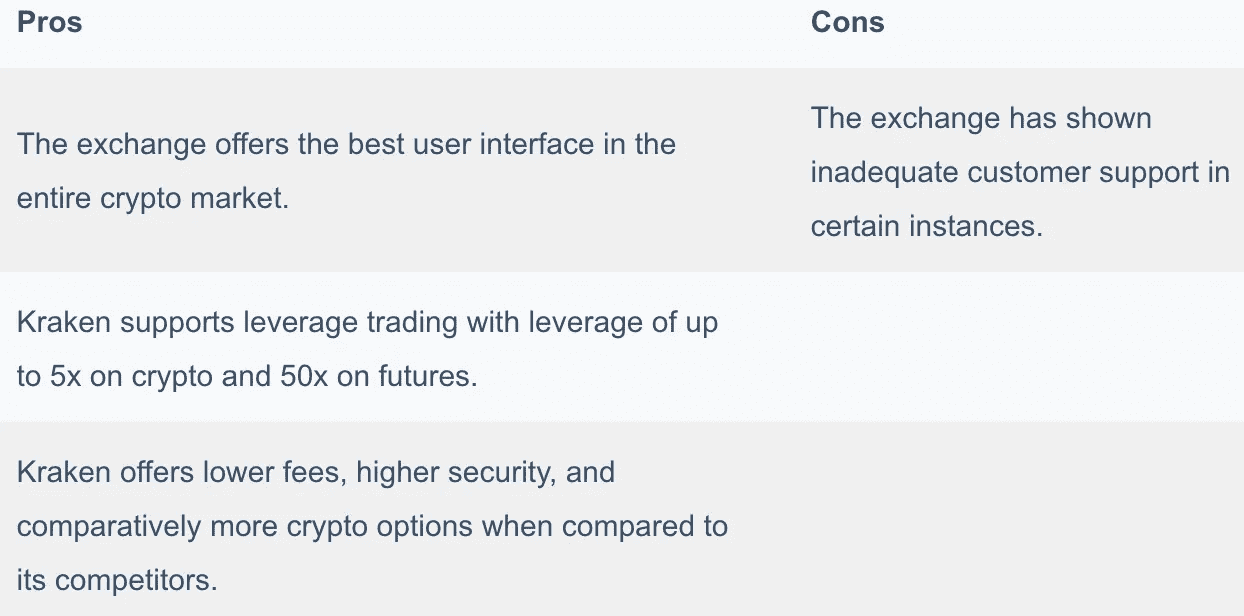 Pros
Cons
The exchange offers the best user interface in the
entire crypto market.
The exchange has shown
inadequate customer support in
certain instances.
Kraken supports leverage trading with leverage of up
to 5x on crypto and 50x on futures.
Kraken offers lower fees, higher security, and
comparatively more crypto options when compared to
its competitors.